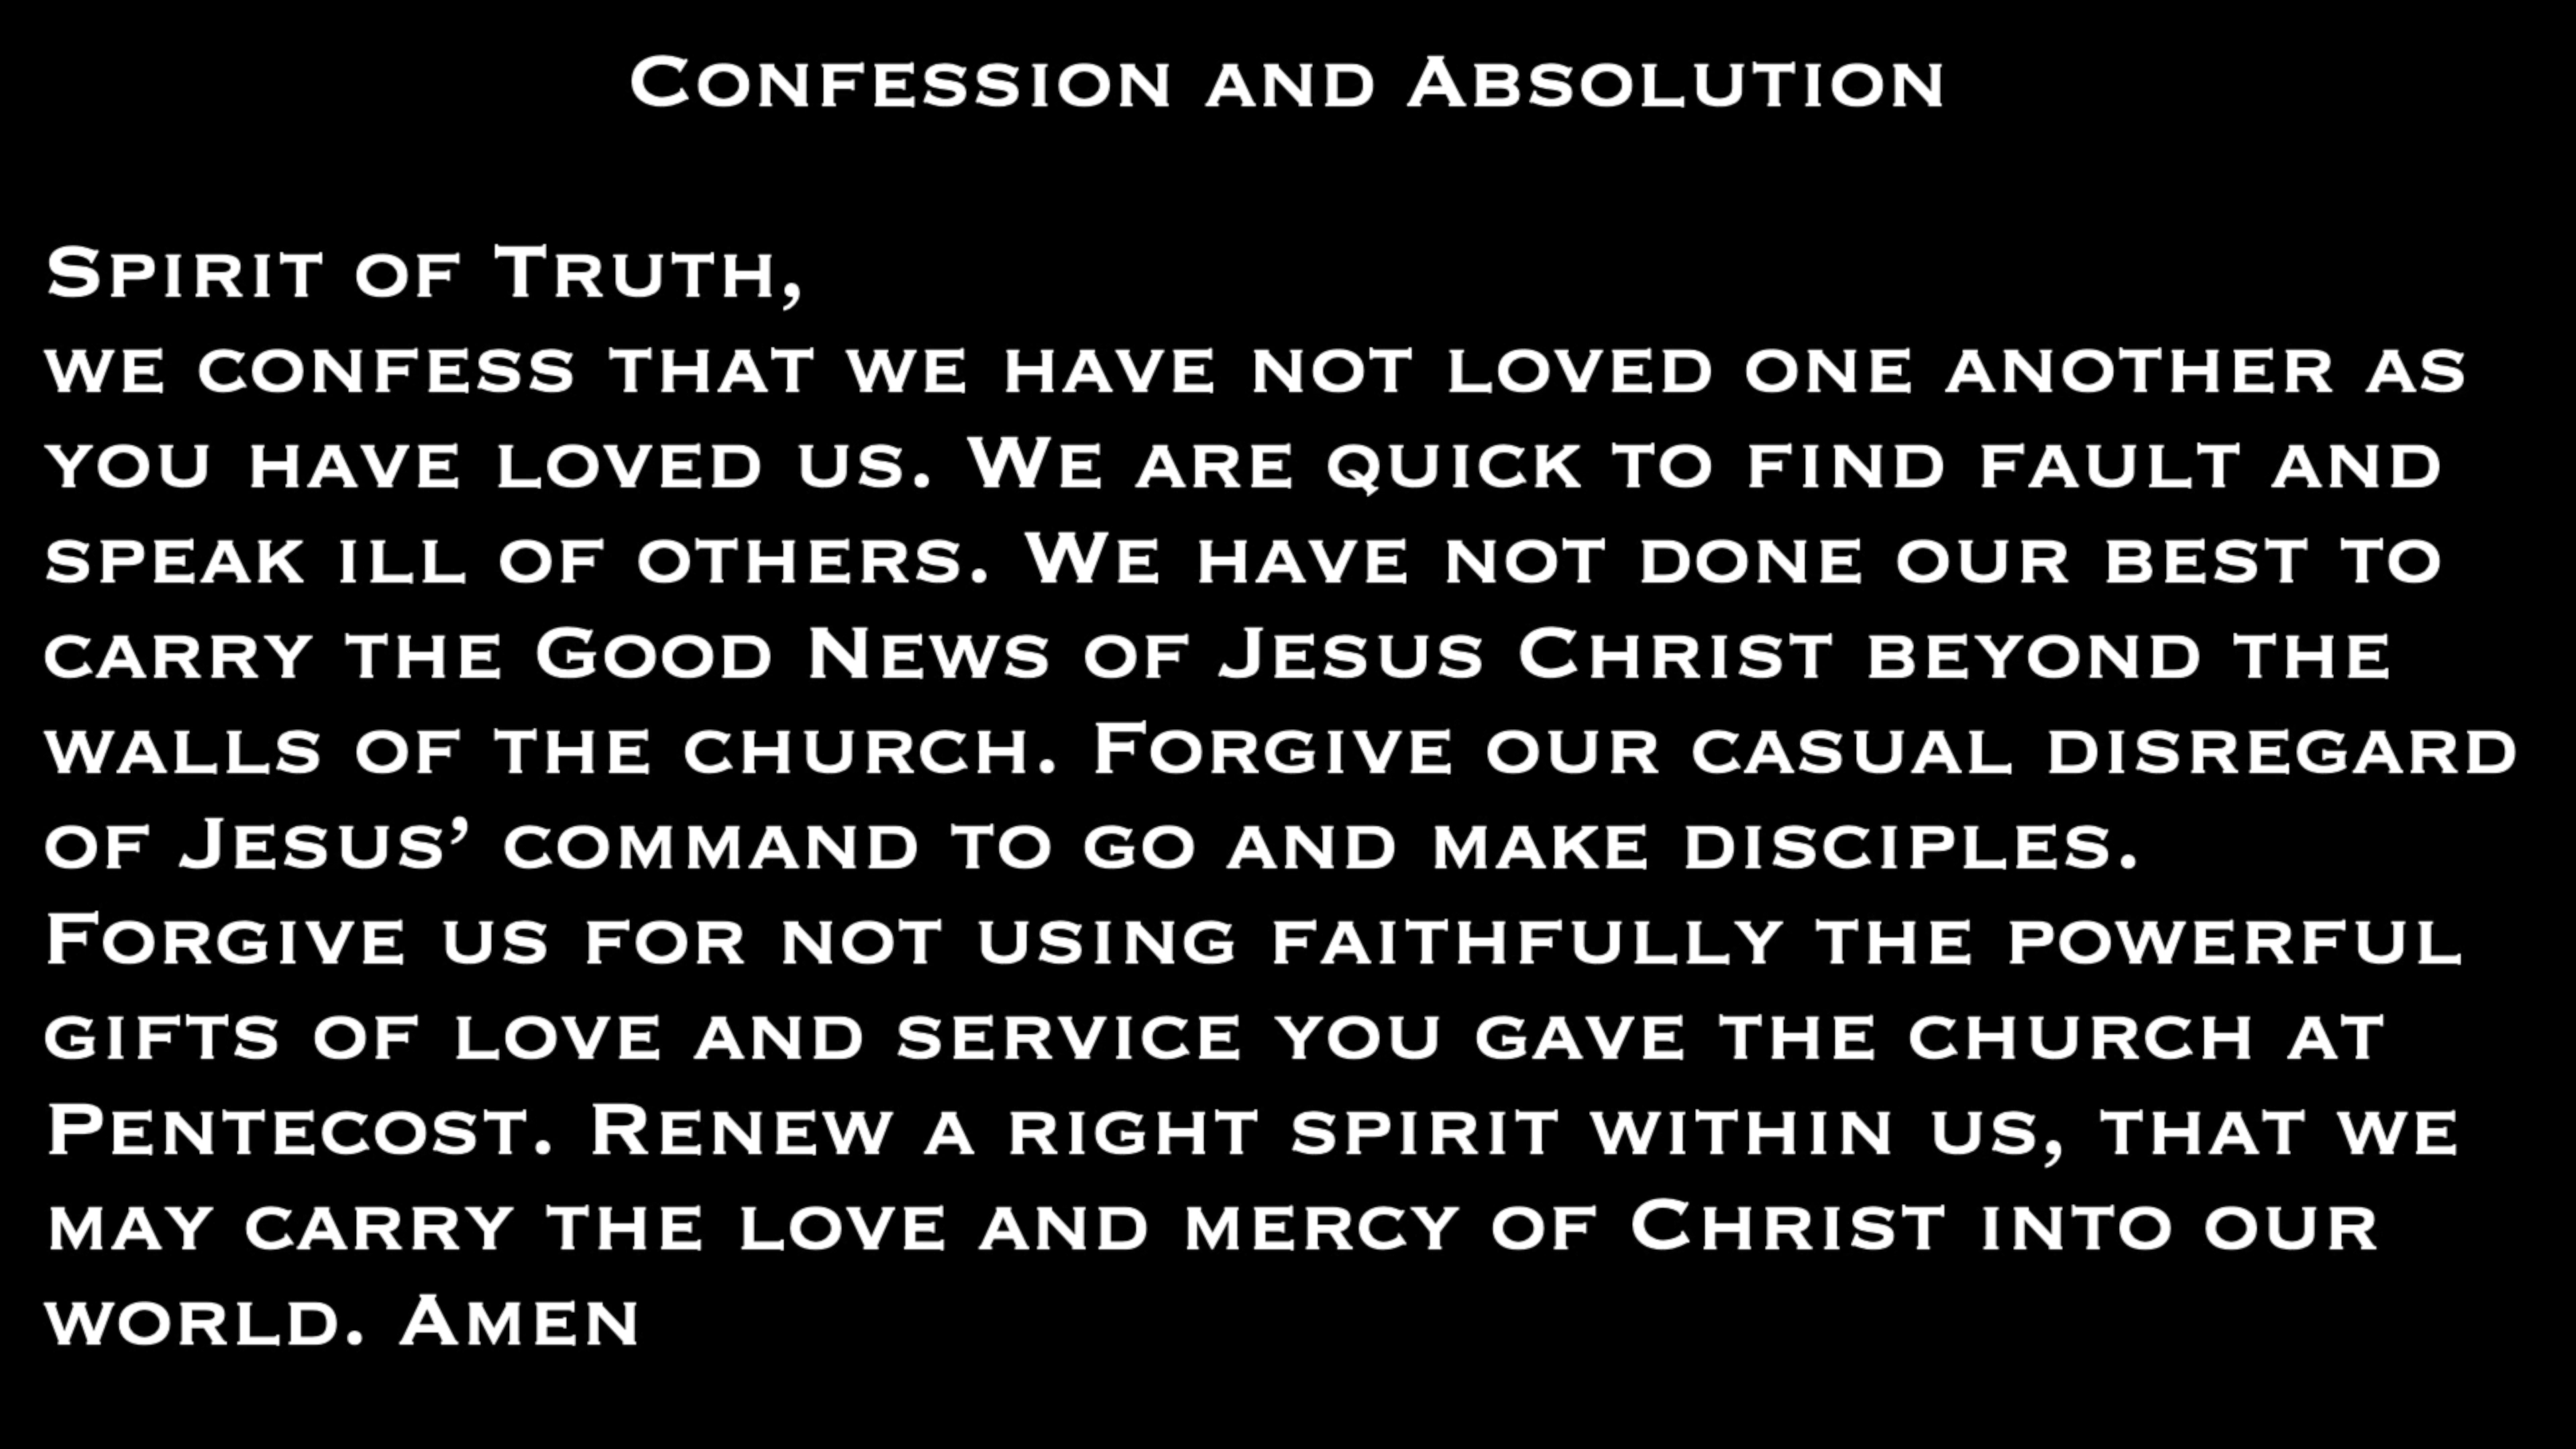 Confession and Absolution
Spirit of Truth,
we confess that we have not loved one another as
you have loved us. We are quick to find fault and
speak ill of others. We have not done our best to
carry the Good News of Jesus Christ beyond the
walls of the church. Forgive our casual disregard
of Jesus’ command to go and make disciples.
Forgive us for not using faithfully the powerful
gifts of love and service you gave the church at
Pentecost. Renew a right spirit within us, that we
may carry the love and mercy of Christ into our
world. Amen